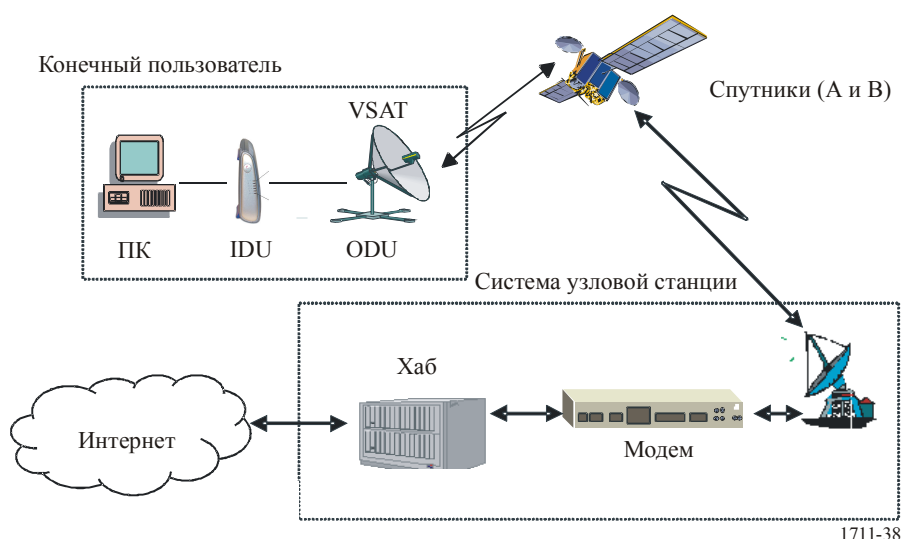 Конечный пользователь
Спутники (А и В)
VSAT
ПК
IDU
ODU
Система узловой станции
Хаб
Интернет
Модем
1711-38